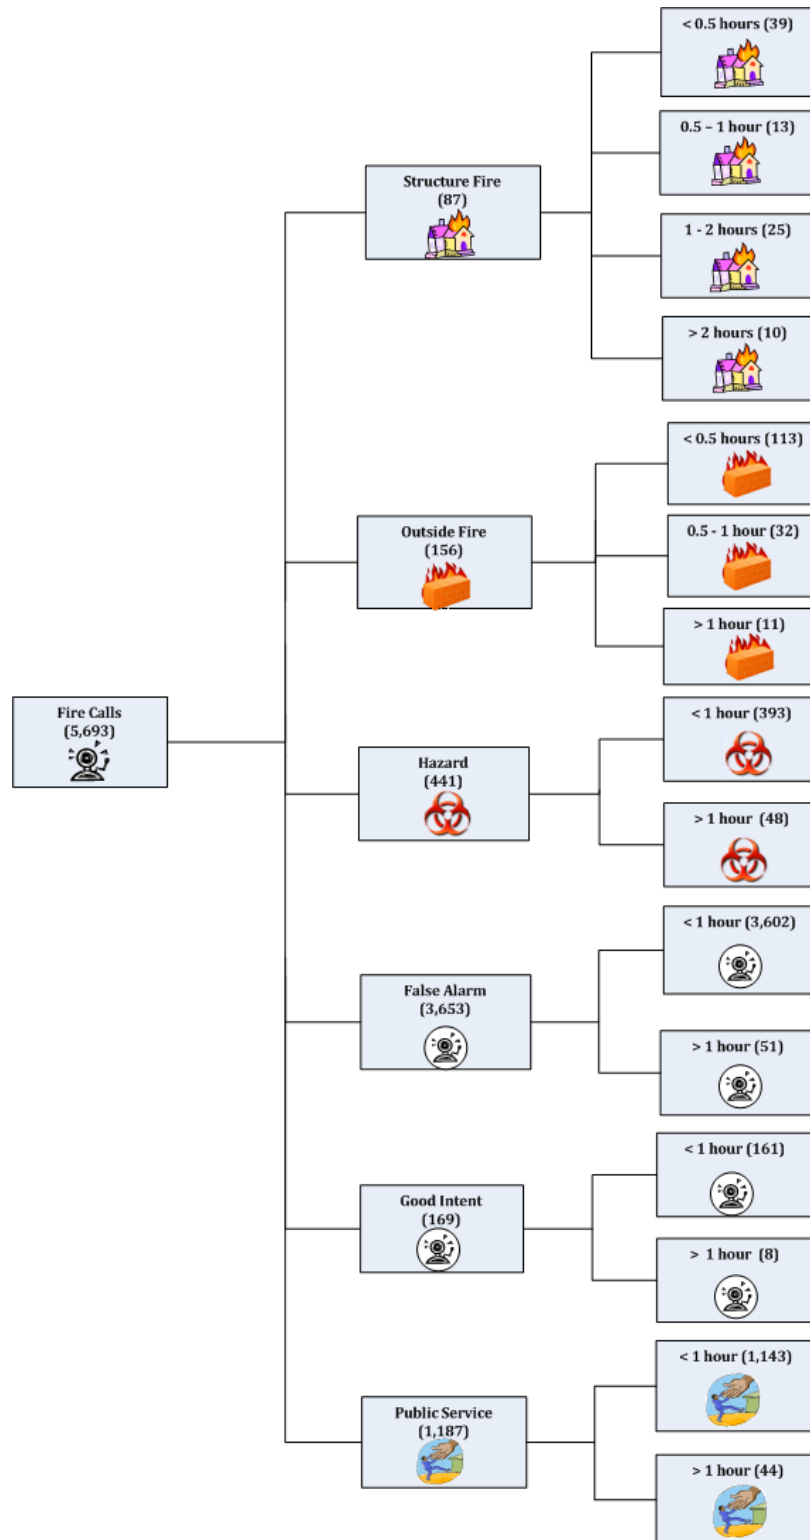 Fire Calls
(5,693)
Structure Fire
(87)
< 0.5 hours (39)
0.5 – 1 hour (13)
1 - 2 hours (25)
> 2 hours (10)
Outside Fire
(156)
< 0.5 hours (113)
0.5 - 1 hour (32)
> 1 hour (11)
Hazard
(441)
< 1 hour (393)
> 1 hour (48)
False Alarm
(3,653)
< 1 hour (3,602)
> 1 hour (51)
Good Intent
(169)
< 1 hour (161)
> 1 hour (8)
Public Service
(1,187)
< 1 hour (1,143)
> 1 hour (44)